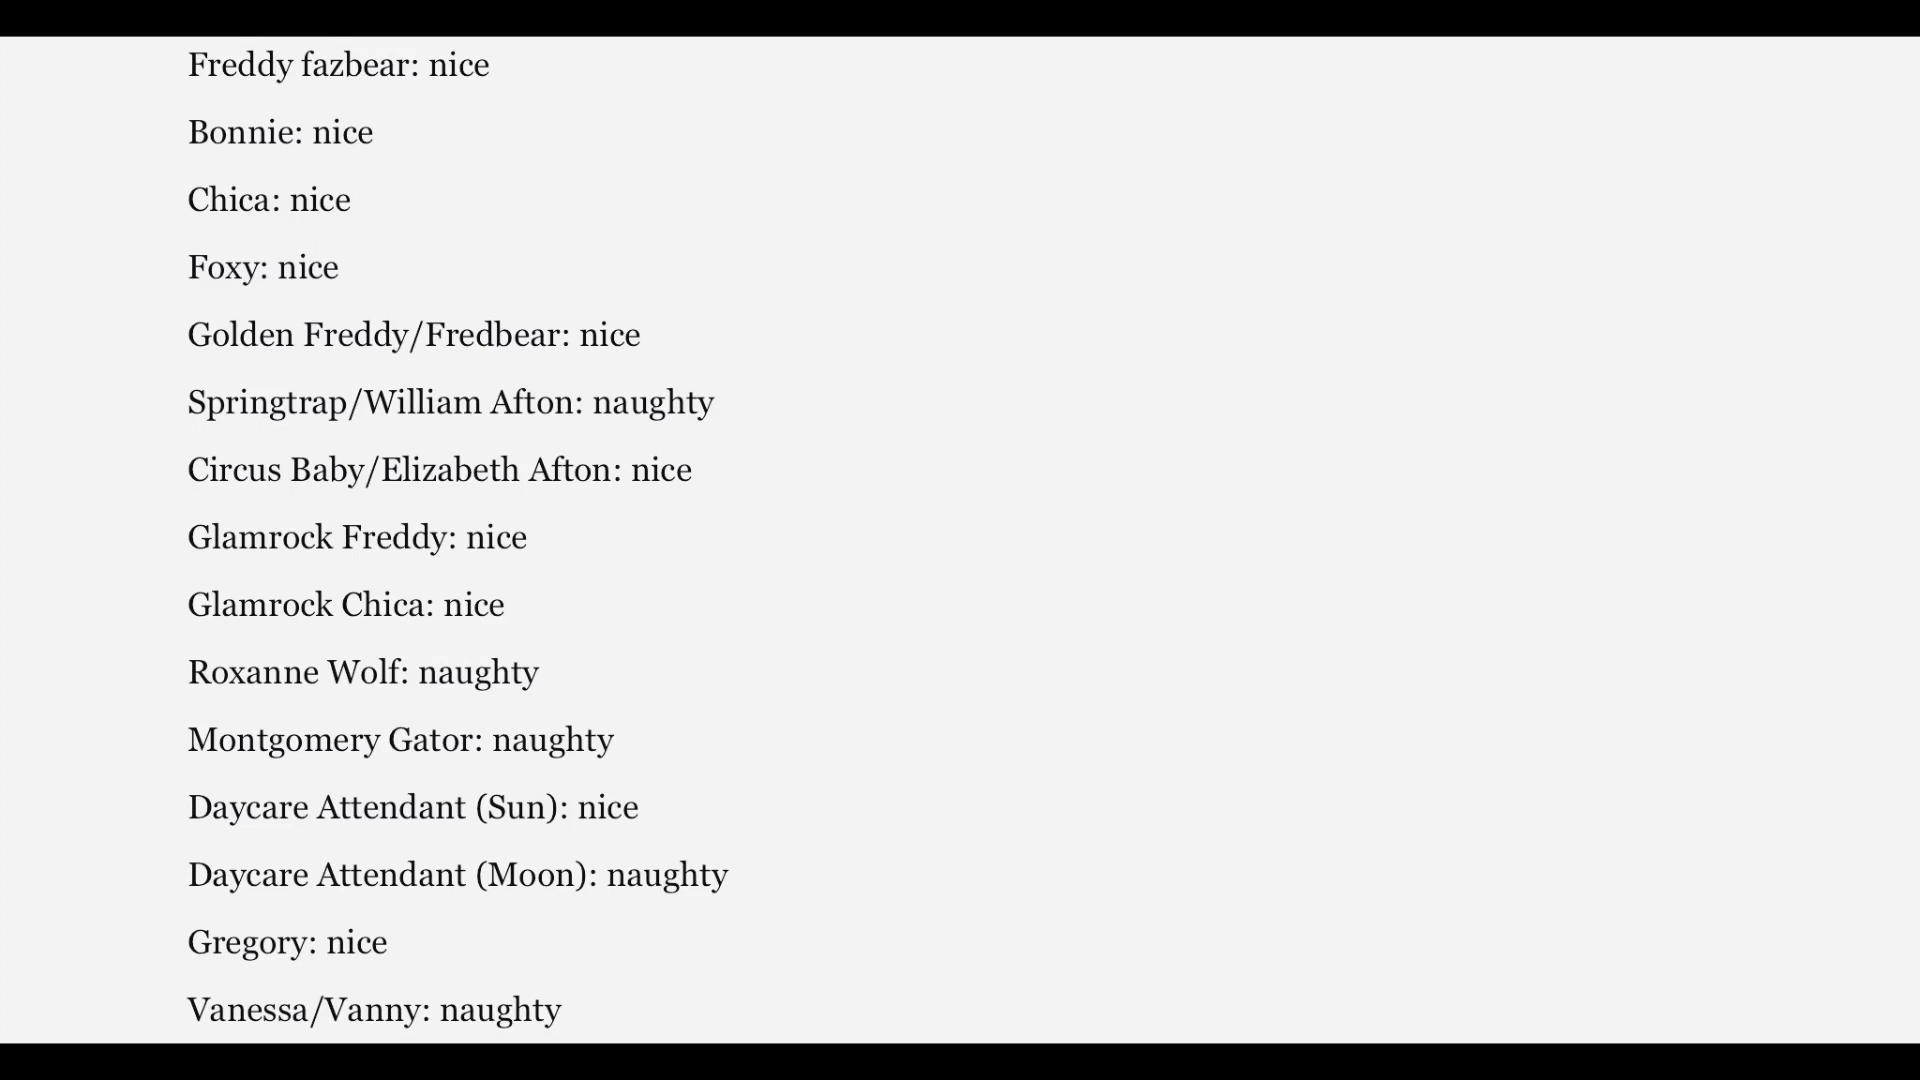 Freddy fazbear: nice
Bonnie: nice
Chica: nice
Foxy: nice
Golden Freddy/Fredbear: nice
Springtrap/William Afton: naughty
Circus Baby/Elizabeth Afton: nice
Glamrock Freddy: nice
Glamrock Chica: nice
Roxanne Wolf: naughty
Montgomery Gator: naughty
Daycare Attendant (Sun): nice
Daycare Attendant (Moon): naughty
Gregory: nice
Vanessa/Vanny: naughty